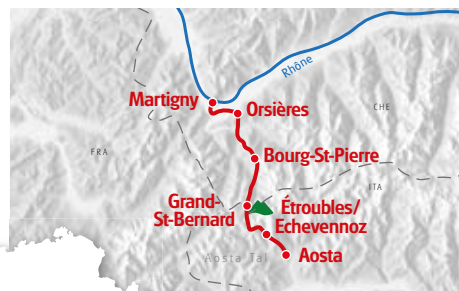 Rhône
Martigny
Orsières
CHE
FRA
Bourg-St-Pierre
ITA
Grand-
St-Bernard
Étroubles/
Echevennoz
Aosta
Aosta Tal